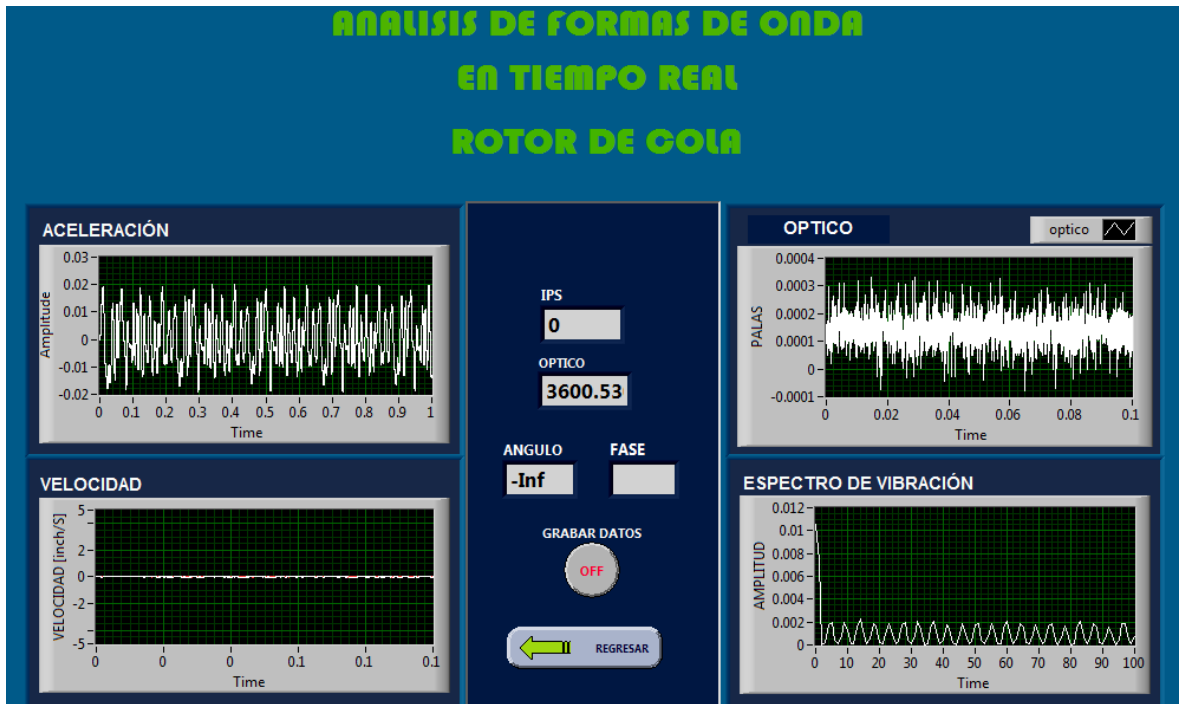 ANALISIS DE FORMAS DE ONDA
EN TIEMPO REAL
ROTOR DE COLA
ACELERACIÓN
Amplitude
0.03
0.02
0.01
0
-0.01
-0.02
0 0.1 0.2 0.3 0.4 0.5 0.6 0.7 0.8 0.9 1
Time
VELOCIDAD
VELOCIDAD [inch/S]
5
2
0
-2
-5
0 0 0 0.1 0.1 0.1
Time
IPS
0
OPTICO
3600.53
ANGULO FASE
-Inf
GRABAR DATOS
OFF
REGRESAR
OPTICO
optico
PALAS
0.0004
0.0003
0.0002
0.0001
0
-0.0001
0 0.02 0.04 0.06 0.08 0.1
Time
ESPECTRO DE VIBRACIÓN
AMPLITUD
0.012
0.01
0.008
0.006
0.004
0.002
0
0 10 20 30 40 50 60 70 80 90 100
Time